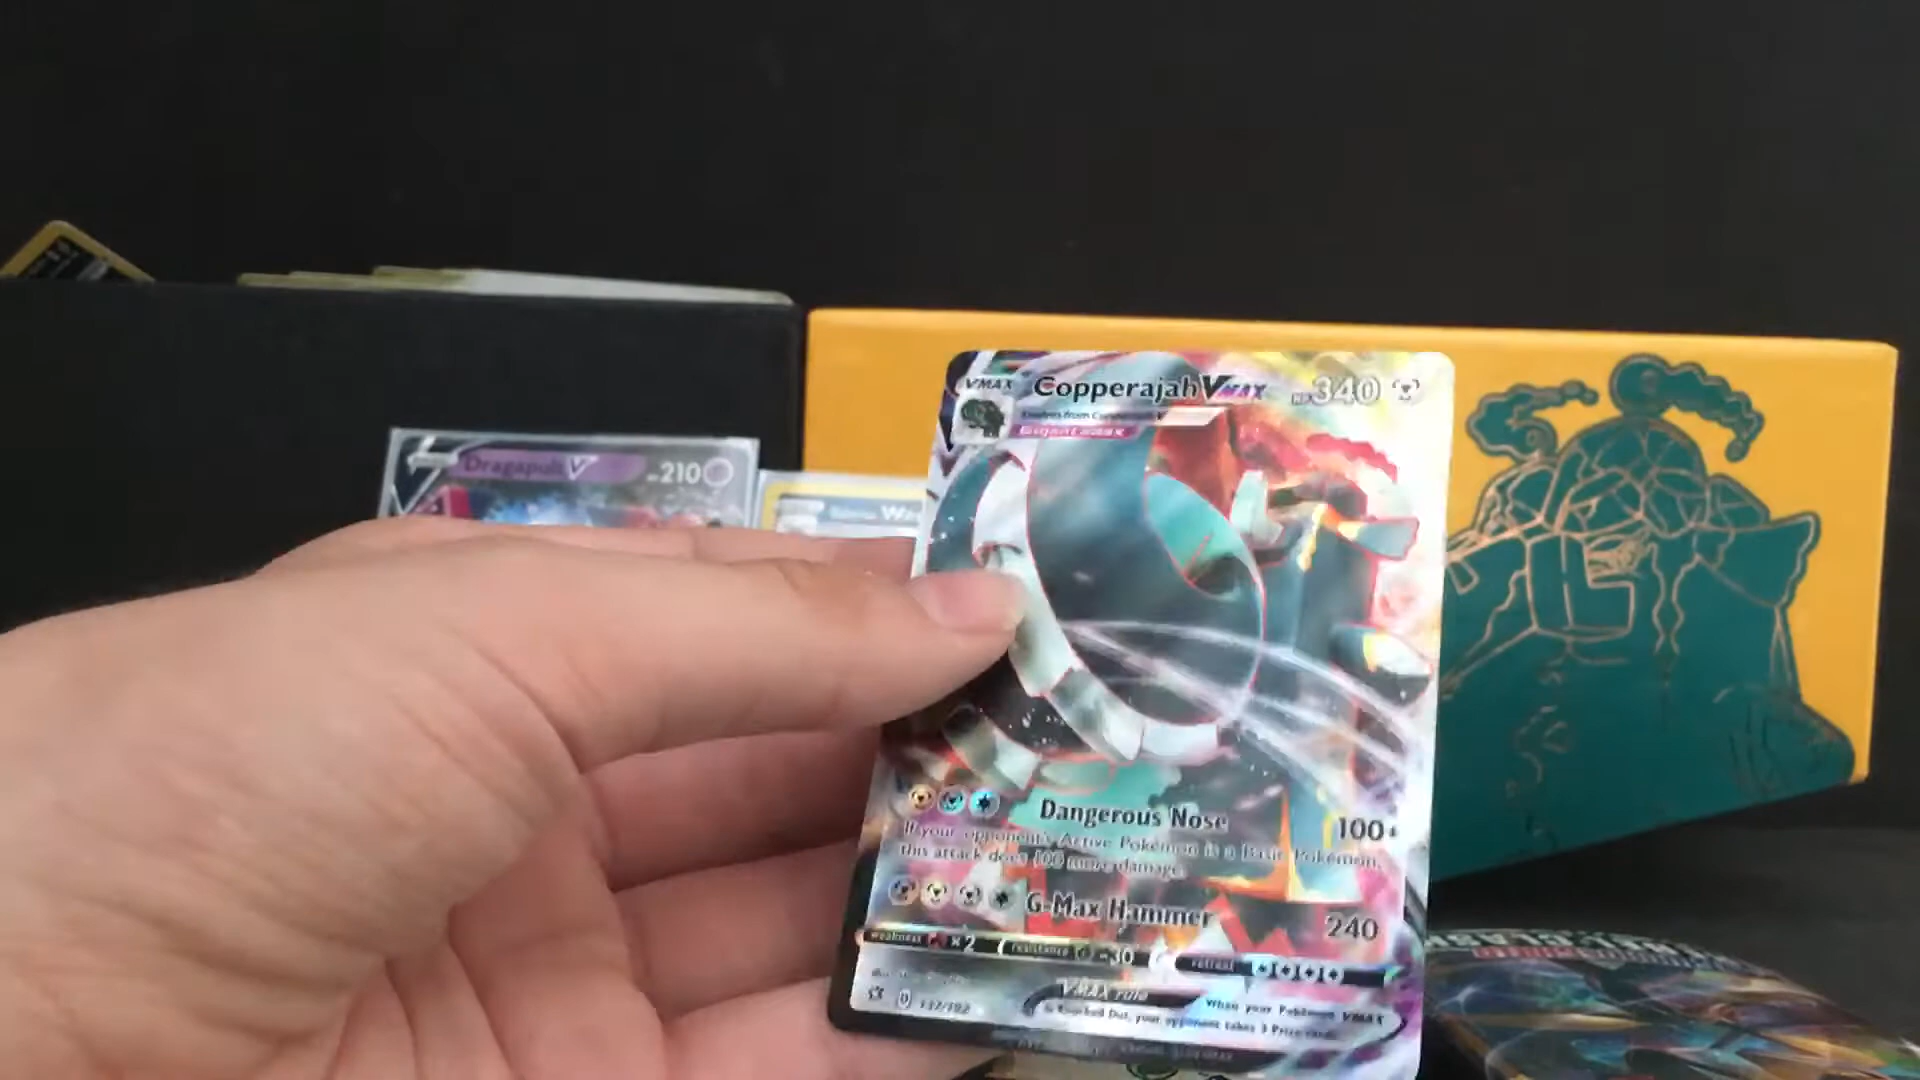 Dragapult V 210
VMAX Copperajah VMAX HP 340
Evolves from Copperajah V
Gigantamax
Dangerous Nose 100+
If your opponent's Active Pokémon is a Basic Pokémon,
this attack does 100 more damage.
G-Max Hammer 240
weakness ×2 resistance -30 retreat
VMAX rule
When your Pokémon VMAX
is Knocked Out, your opponent takes 3 Prize cards.